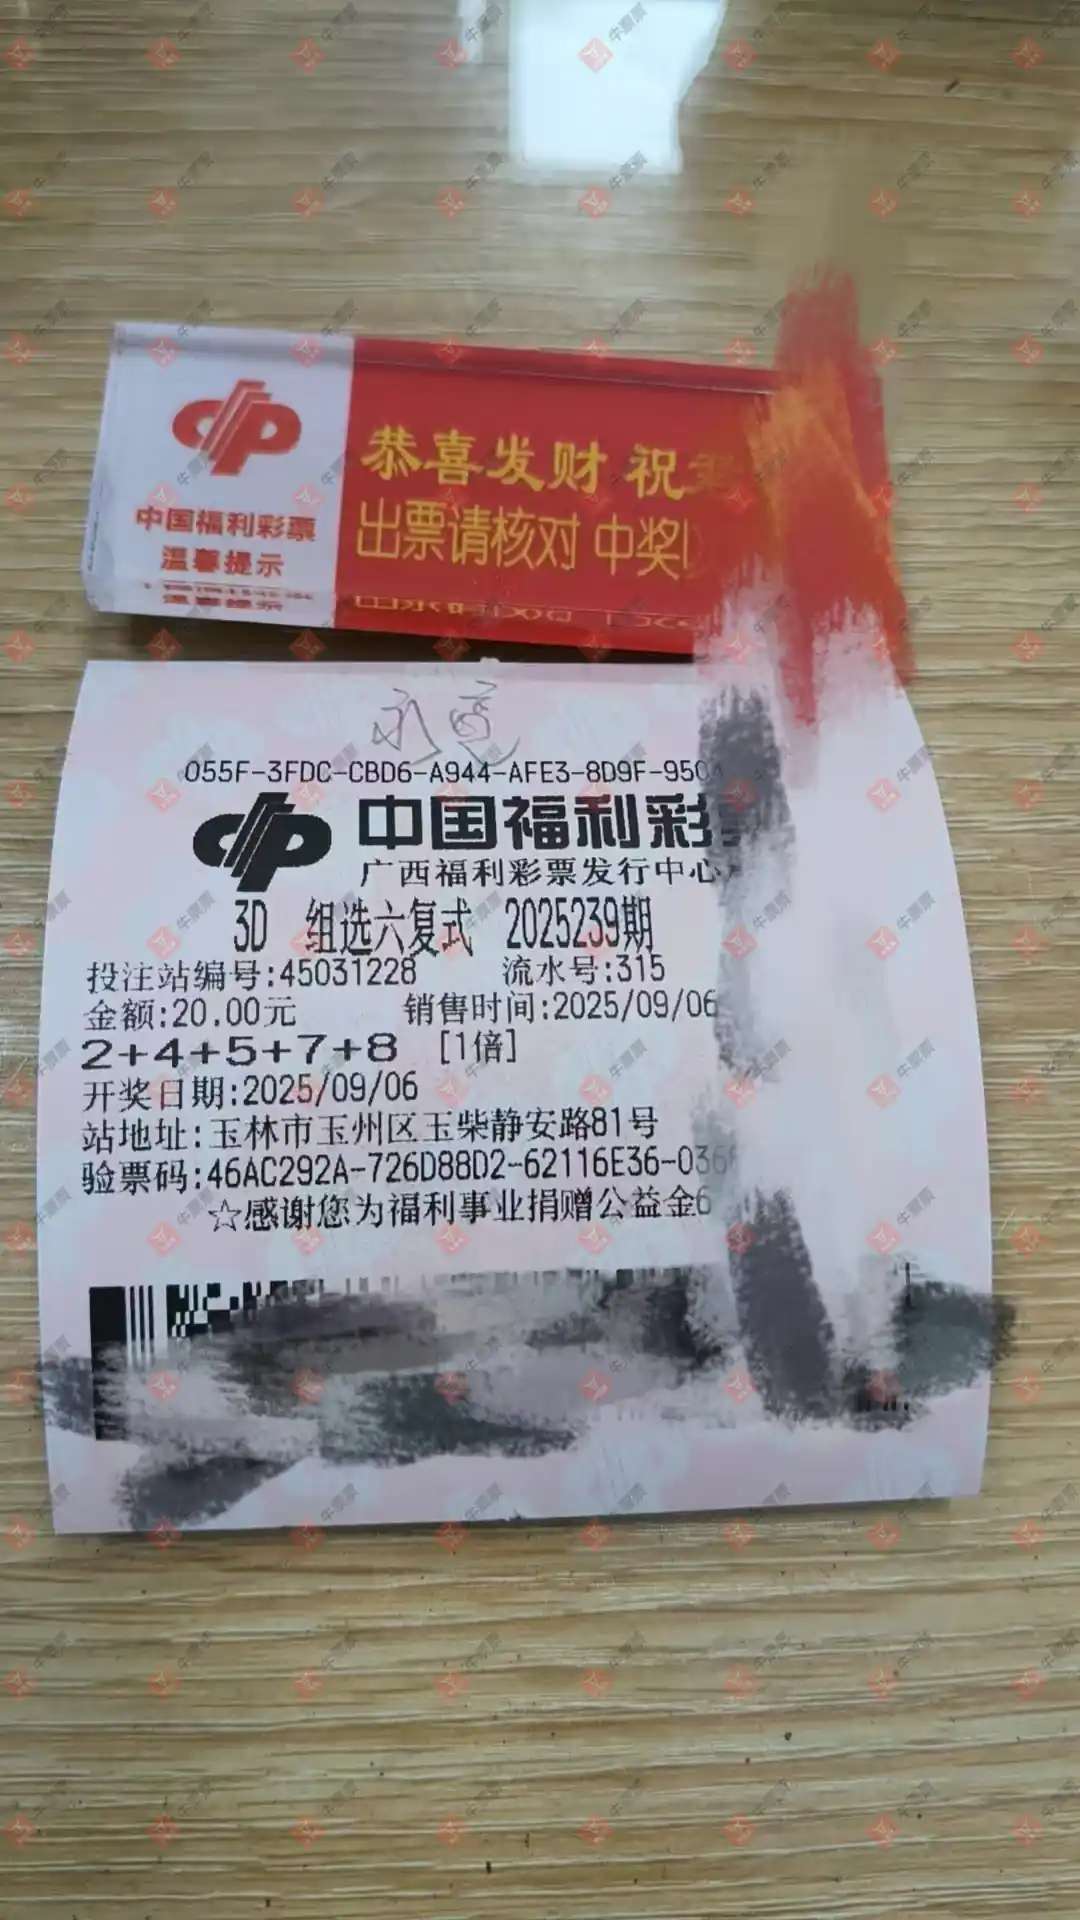 中国福利彩票
温馨提示
恭喜发财 祝
出票请核对 中奖
055F-3FDC-CBD6-A944-AFE3-8D9F-950
中国福利彩
广西福利彩票发行中心
3D 组选六复式 2025239期
投注站编号:45031228 流水号:315
金额:20.00元 销售时间:2025/09/06
2+4+5+7+8 [1倍]
开奖日期:2025/09/06
站地址:玉林市玉州区玉柴静安路81号
验票码:46AC292A-726D88D2-62116E36-036
☆感谢您为福利事业捐赠公益金6
牛票票